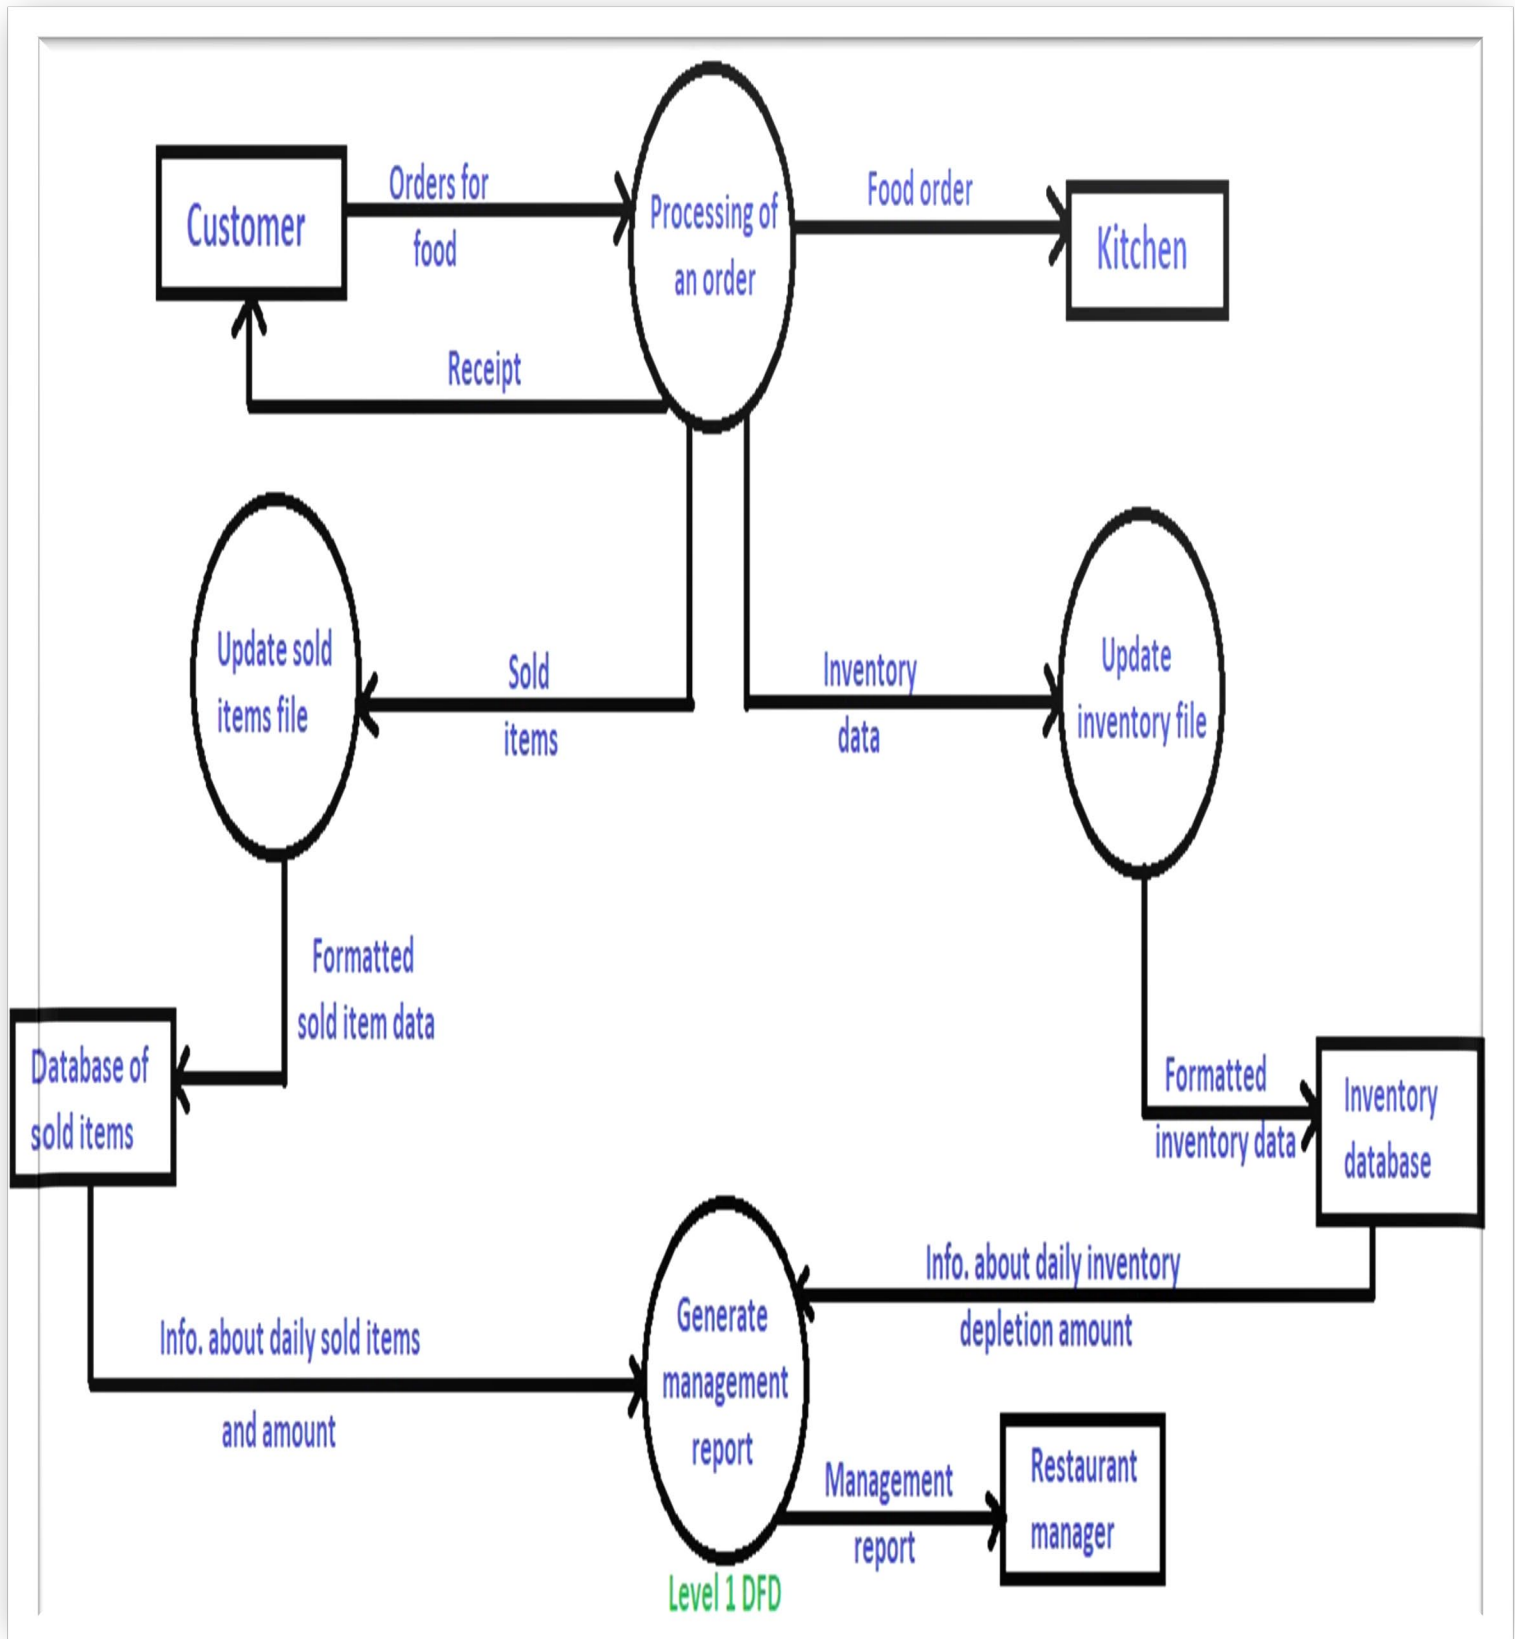 Orders for
food
Customer
Processing of
an order
Food order
Kitchen
Receipt
Update sold
items file
Sold
items
Inventory
data
Update
inventory file
Formatted
sold item data
Database of
sold items
Formatted
inventory data
Inventory
database
Info. about daily inventory
depletion amount
Info. about daily sold items
and amount
Generate
management
report
Management
report
Restaurant
manager
Level 1 DFD